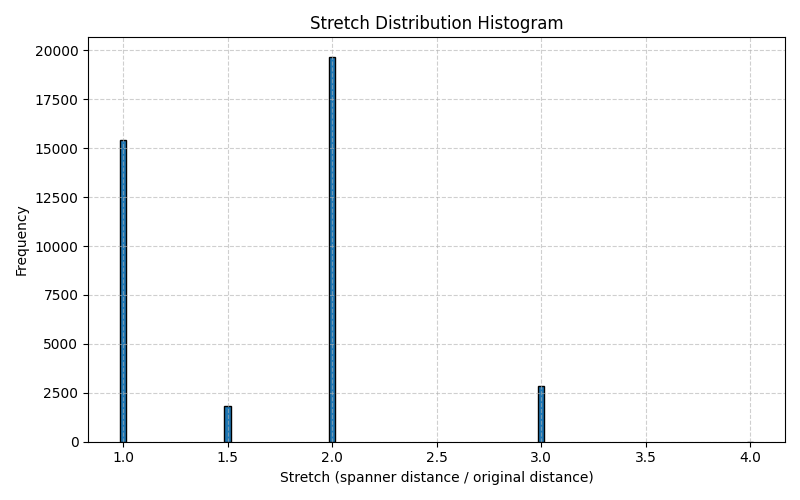 Stretch Distribution Histogram
20000
17500
15000
12500
10000
7500
5000
2500
0
Frequency
1.0 1.5 2.0 2.5 3.0 3.5 4.0
Stretch (spanner distance / original distance)